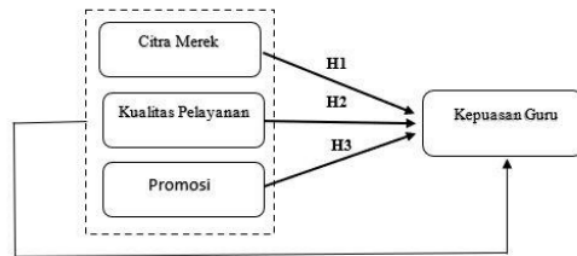 Citra Merek
H1
Kualitas Pelayanan
H2
Kepuasan Guru
H3
Promosi